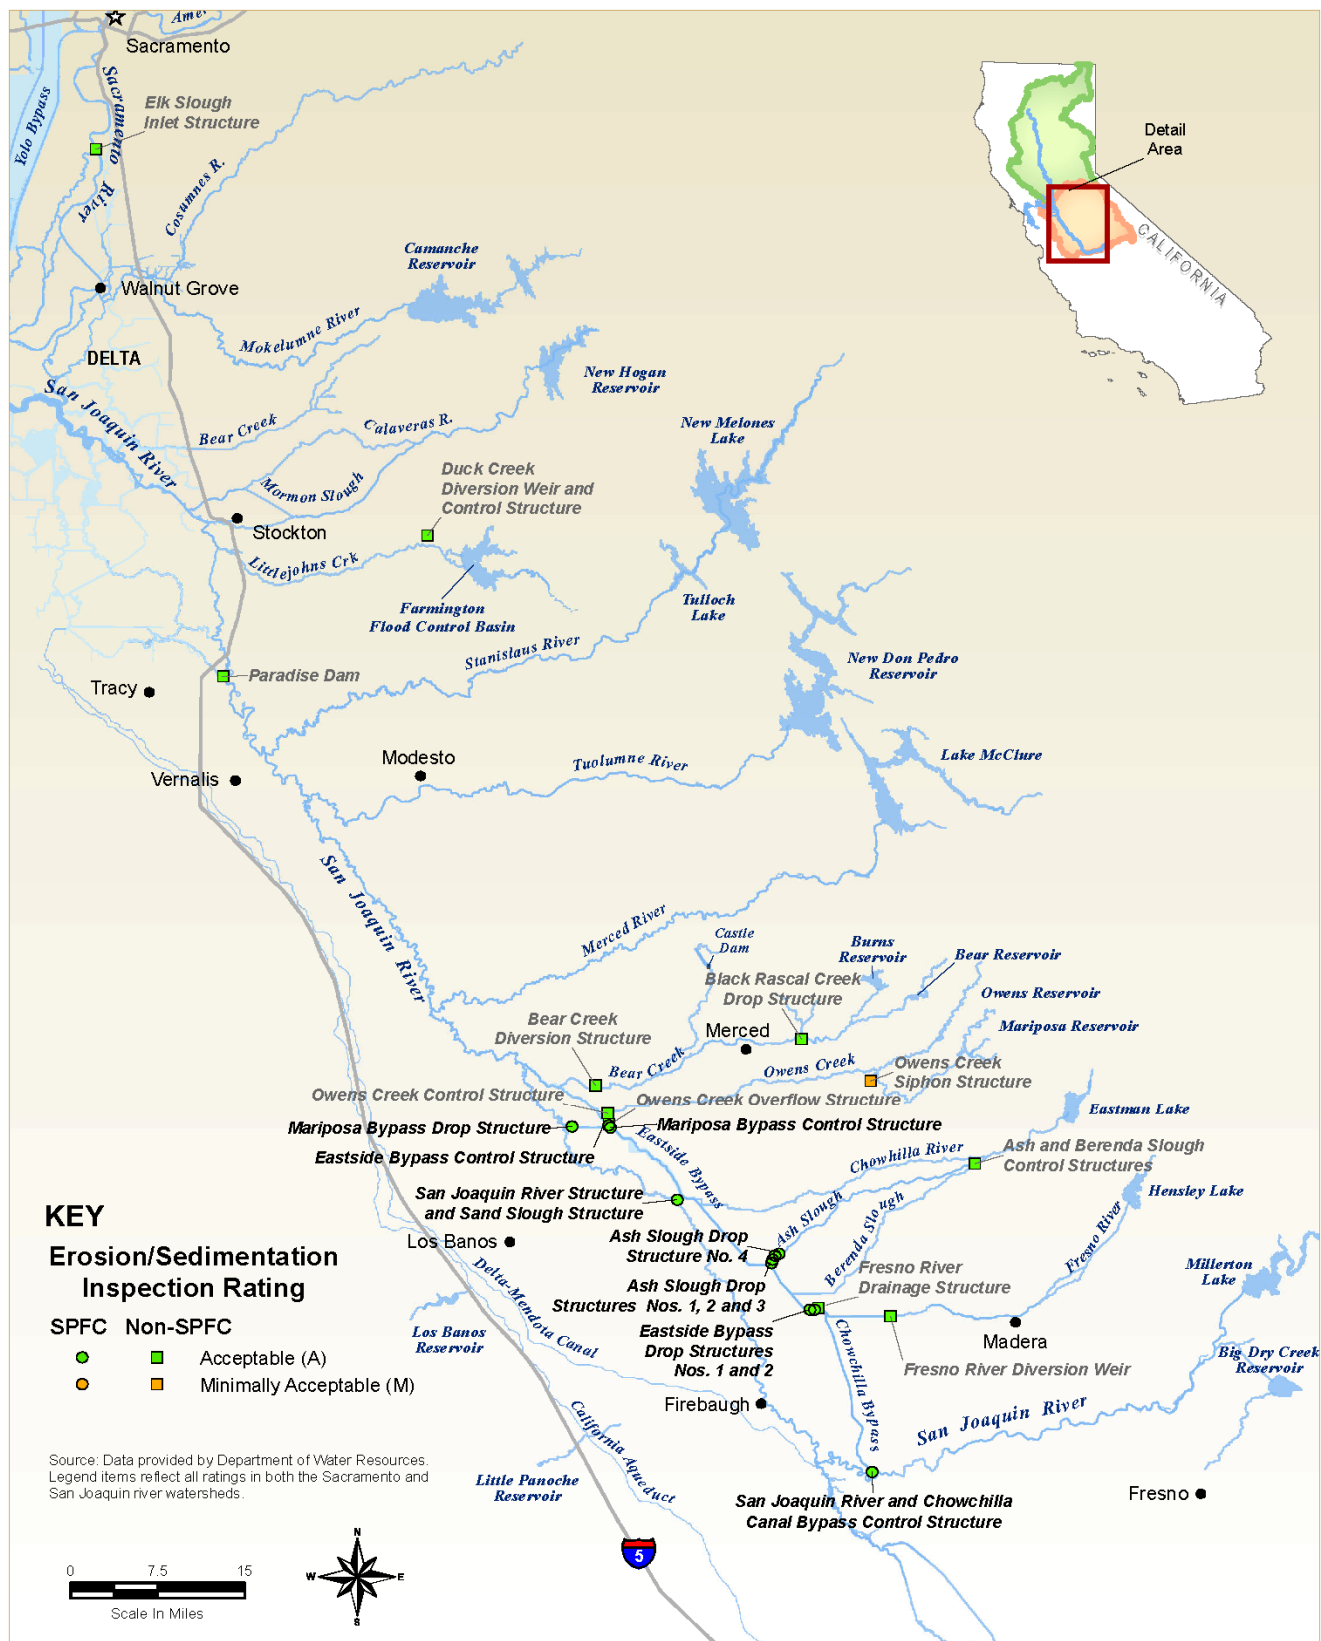 Ame.
Sacramento
Yolo Bypass
Sacramento
River
Elk Slough
Inlet Structure
Cosumnes R.
Detail
Area
CALIFORNIA
Camanche
Reservoir
Walnut Grove
Mokelumne River
DELTA
New Hogan
Reservoir
San Joaquin River
Bear Creek
Calaveras R.
New Melones
Lake
Mormon Slough
Duck Creek
Diversion Weir and
Control Structure
Stockton
Littlejohns Crk
Farmington
Flood Control Basin
Tulloch
Lake
Stanislaus River
New Don Pedro
Reservoir
Paradise Dam
Tracy
Modesto
Tuolumne River
Lake McClure
Vernalis
San Joaquin River
Merced River
Castle
Dam
Burns
Reservoir
Bear Reservoir
Black Rascal Creek
Drop Structure
Owens Reservoir
Mariposa Reservoir
Bear Creek
Diversion Structure
Merced
Bear Creek
Owens Creek
Owens Creek
Siphon Structure
Owens Creek Control Structure
Owens Creek Overflow Structure
Eastman Lake
Mariposa Bypass Drop Structure
Mariposa Bypass Control Structure
Eastside Bypass Control Structure
Eastside Bypass
Chowhilla River
Ash and Berenda Slough
Control Structures
San Joaquin River Structure
and Sand Slough Structure
Hensley Lake
KEY
Erosion/Sedimentation
Inspection Rating
SPFC Non-SPFC
Acceptable (A)
Minimally Acceptable (M)
Los Banos
Ash Slough Drop
Structure No. 4
Ash Slough
Berenda Slough
Fresno River
Ash Slough Drop
Structures Nos. 1, 2 and 3
Fresno River
Drainage Structure
Millerton
Lake
Delta-Mendota Canal
Los Banos
Reservoir
Eastside Bypass
Drop Structures
Nos. 1 and 2
Chowchilla Bypass
Madera
Fresno River Diversion Weir
Big Dry Creek
Reservoir
Firebaugh
San Joaquin River
California Aqueduct
Source: Data provided by Department of Water Resources.
Legend items reflect all ratings in both the Sacramento and
San Joaquin river watersheds.
Little Panoche
Reservoir
San Joaquin River and Chowchilla
Canal Bypass Control Structure
Fresno
0 7.5 15
Scale In Miles
N
W E
S
5